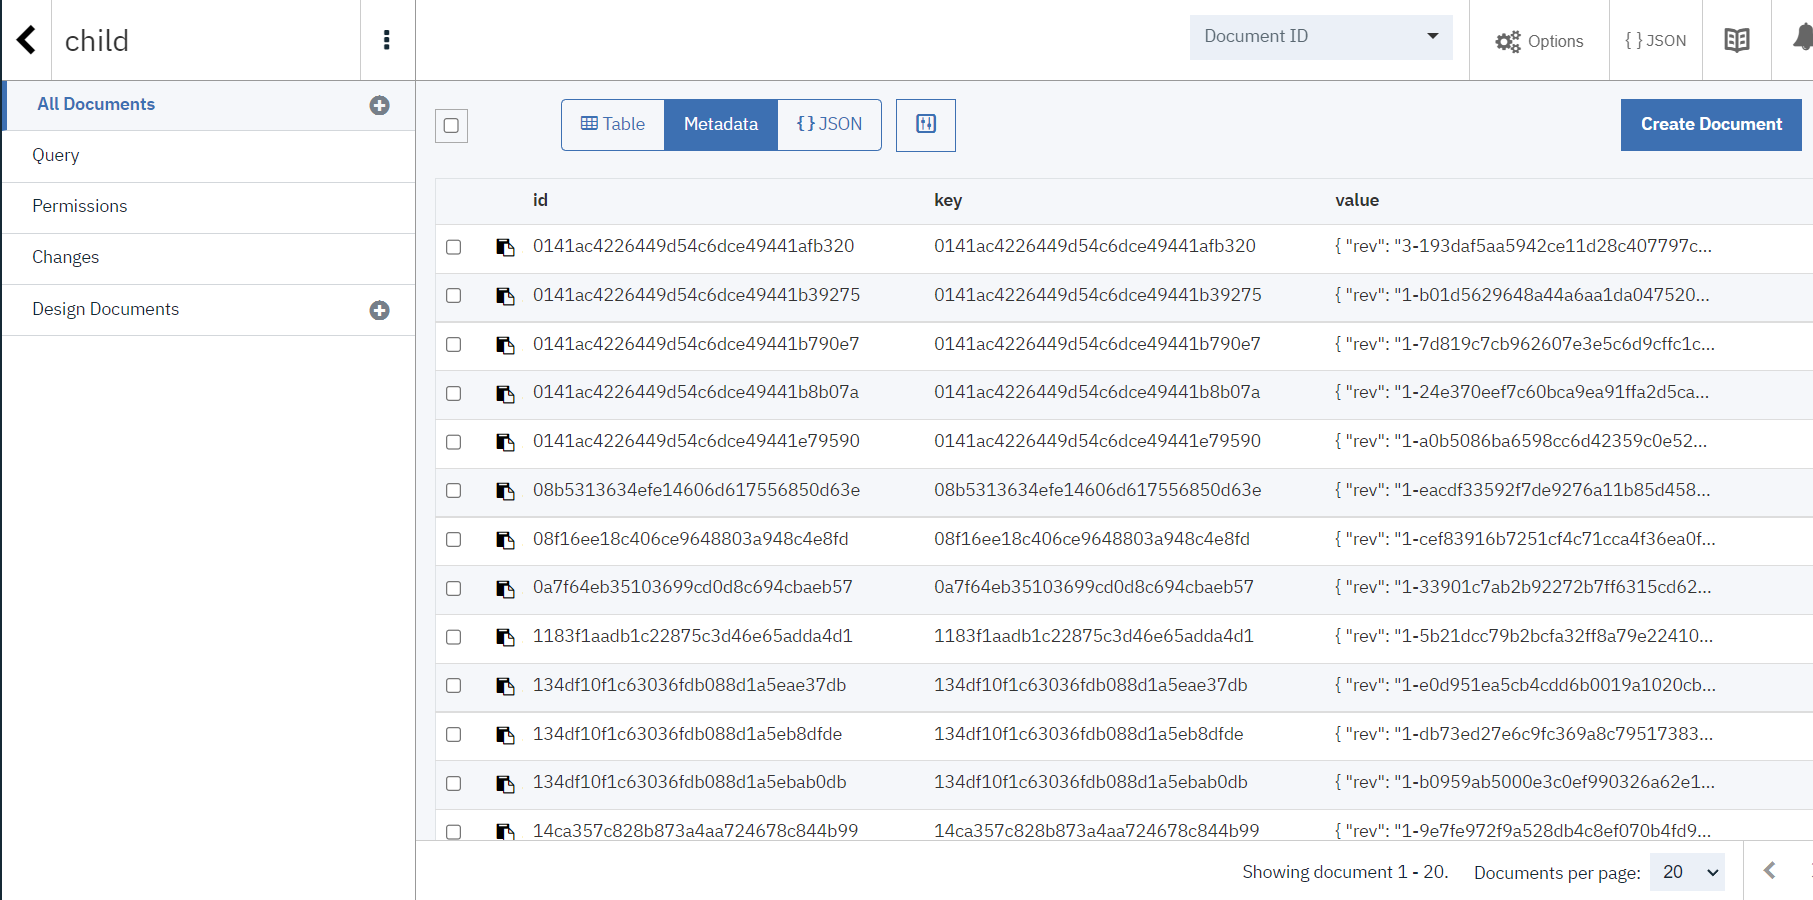 child
Document ID
Options
{ } JSON
All Documents
Query
Permissions
Changes
Design Documents
Table Metadata { } JSON
Create Document
id key value
0141ac4226449d54c6dce49441afb320 0141ac4226449d54c6dce49441afb320 { "rev": "3-193daf5aa5942ce11d28c407797c...
0141ac4226449d54c6dce49441b39275 0141ac4226449d54c6dce49441b39275 { "rev": "1-b01d5629648a44a6aa1da047520...
0141ac4226449d54c6dce49441b790e7 0141ac4226449d54c6dce49441b790e7 { "rev": "1-7d819c7cb962607e3e5c6d9cffc1c...
0141ac4226449d54c6dce49441b8b07a 0141ac4226449d54c6dce49441b8b07a { "rev": "1-24e370eef7c60bca9ea91ffa2d5ca...
0141ac4226449d54c6dce49441e79590 0141ac4226449d54c6dce49441e79590 { "rev": "1-a0b5086ba6598cc6d42359c0e52...
08b5313634efe14606d617556850d63e 08b5313634efe14606d617556850d63e { "rev": "1-eacdf33592f7de9276a11b85d458...
08f16ee18c406ce9648803a948c4e8fd 08f16ee18c406ce9648803a948c4e8fd { "rev": "1-cef83916b7251cf4c71cca4f36ea0f...
0a7f64eb35103699cd0d8c694cbaeb57 0a7f64eb35103699cd0d8c694cbaeb57 { "rev": "1-33901c7ab2b92272b7ff6315cd62...
1183f1aadb1c22875c3d46e65adda4d1 1183f1aadb1c22875c3d46e65adda4d1 { "rev": "1-5b21dcc79b2bcfa32ff8a79e22410...
134df10f1c63036fdb088d1a5eae37db 134df10f1c63036fdb088d1a5eae37db { "rev": "1-e0d951ea5cb4cdd6b0019a1020cb...
134df10f1c63036fdb088d1a5eb8dfde 134df10f1c63036fdb088d1a5eb8dfde { "rev": "1-db73ed27e6c9fc369a8c79517383...
134df10f1c63036fdb088d1a5ebab0db 134df10f1c63036fdb088d1a5ebab0db { "rev": "1-b0959ab5000e3c0ef990326a62e1...
14ca357c828b873a4aa724678c844b99 14ca357c828b873a4aa724678c844b99 { "rev": "1-9e7fe972f9a528db4c8ef070b4fd9...
Showing document 1 - 20. Documents per page: 20